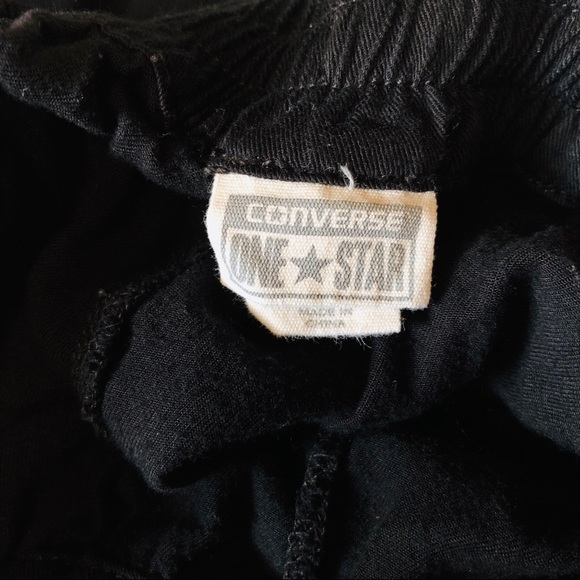 CONVERSE
ONE ★ STAR
MADE IN
CHINA